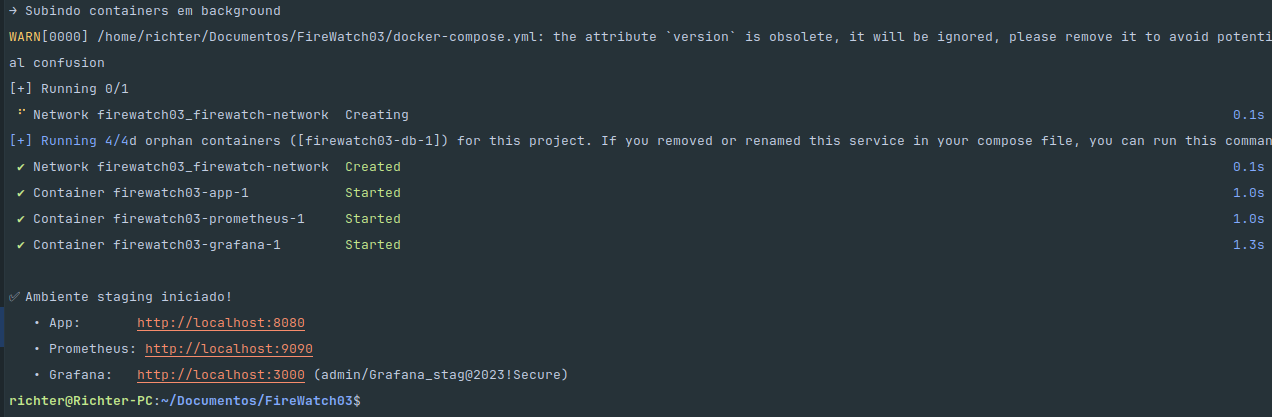 → Subindo containers em background
WARN[0000] /home/richter/Documentos/FireWatch03/docker-compose.yml: the attribute `version` is obsolete, it will be ignored, please remove it to avoid potenti
al confusion
[+] Running 0/1
⠋ Network firewatch03_firewatch-network Creating 0.1s
[+] Running 4/4d orphan containers ([firewatch03-db-1]) for this project. If you removed or renamed this service in your compose file, you can run this comman
✔ Network firewatch03_firewatch-network Created 0.1s
✔ Container firewatch03-app-1 Started 1.0s
✔ Container firewatch03-prometheus-1 Started 1.0s
✔ Container firewatch03-grafana-1 Started 1.3s
✅ Ambiente staging iniciado!
• App: http://localhost:8080
• Prometheus: http://localhost:9090
• Grafana: http://localhost:3000 (admin/Grafana_stag@2023!Secure)
richter@Richter-PC:~/Documentos/FireWatch03$